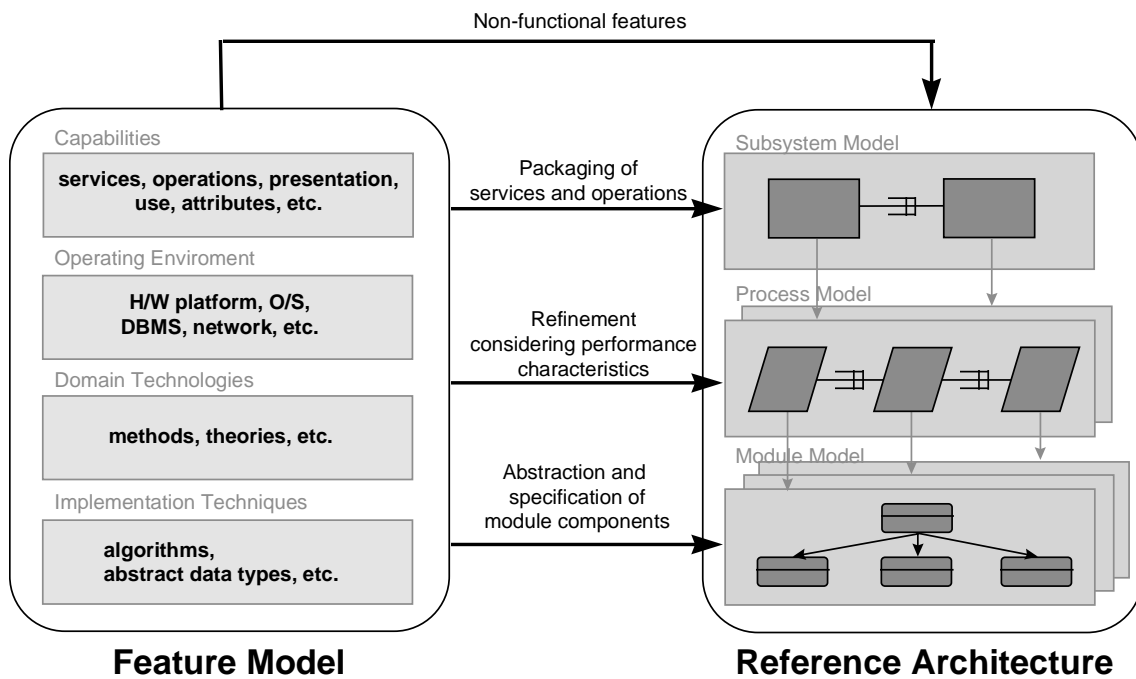 Non-functional features
Capabilities
services, operations, presentation,
use, attributes, etc.
Operating Enviroment
H/W platform, O/S,
DBMS, network, etc.
Domain Technologies
methods, theories, etc.
Implementation Techniques
algorithms,
abstract data types, etc.
Feature Model
Packaging of
services and operations
Refinement
considering performance
characteristics
Abstraction and
specification of
module components
Subsystem Model
Process Model
Module Model
Reference Architecture